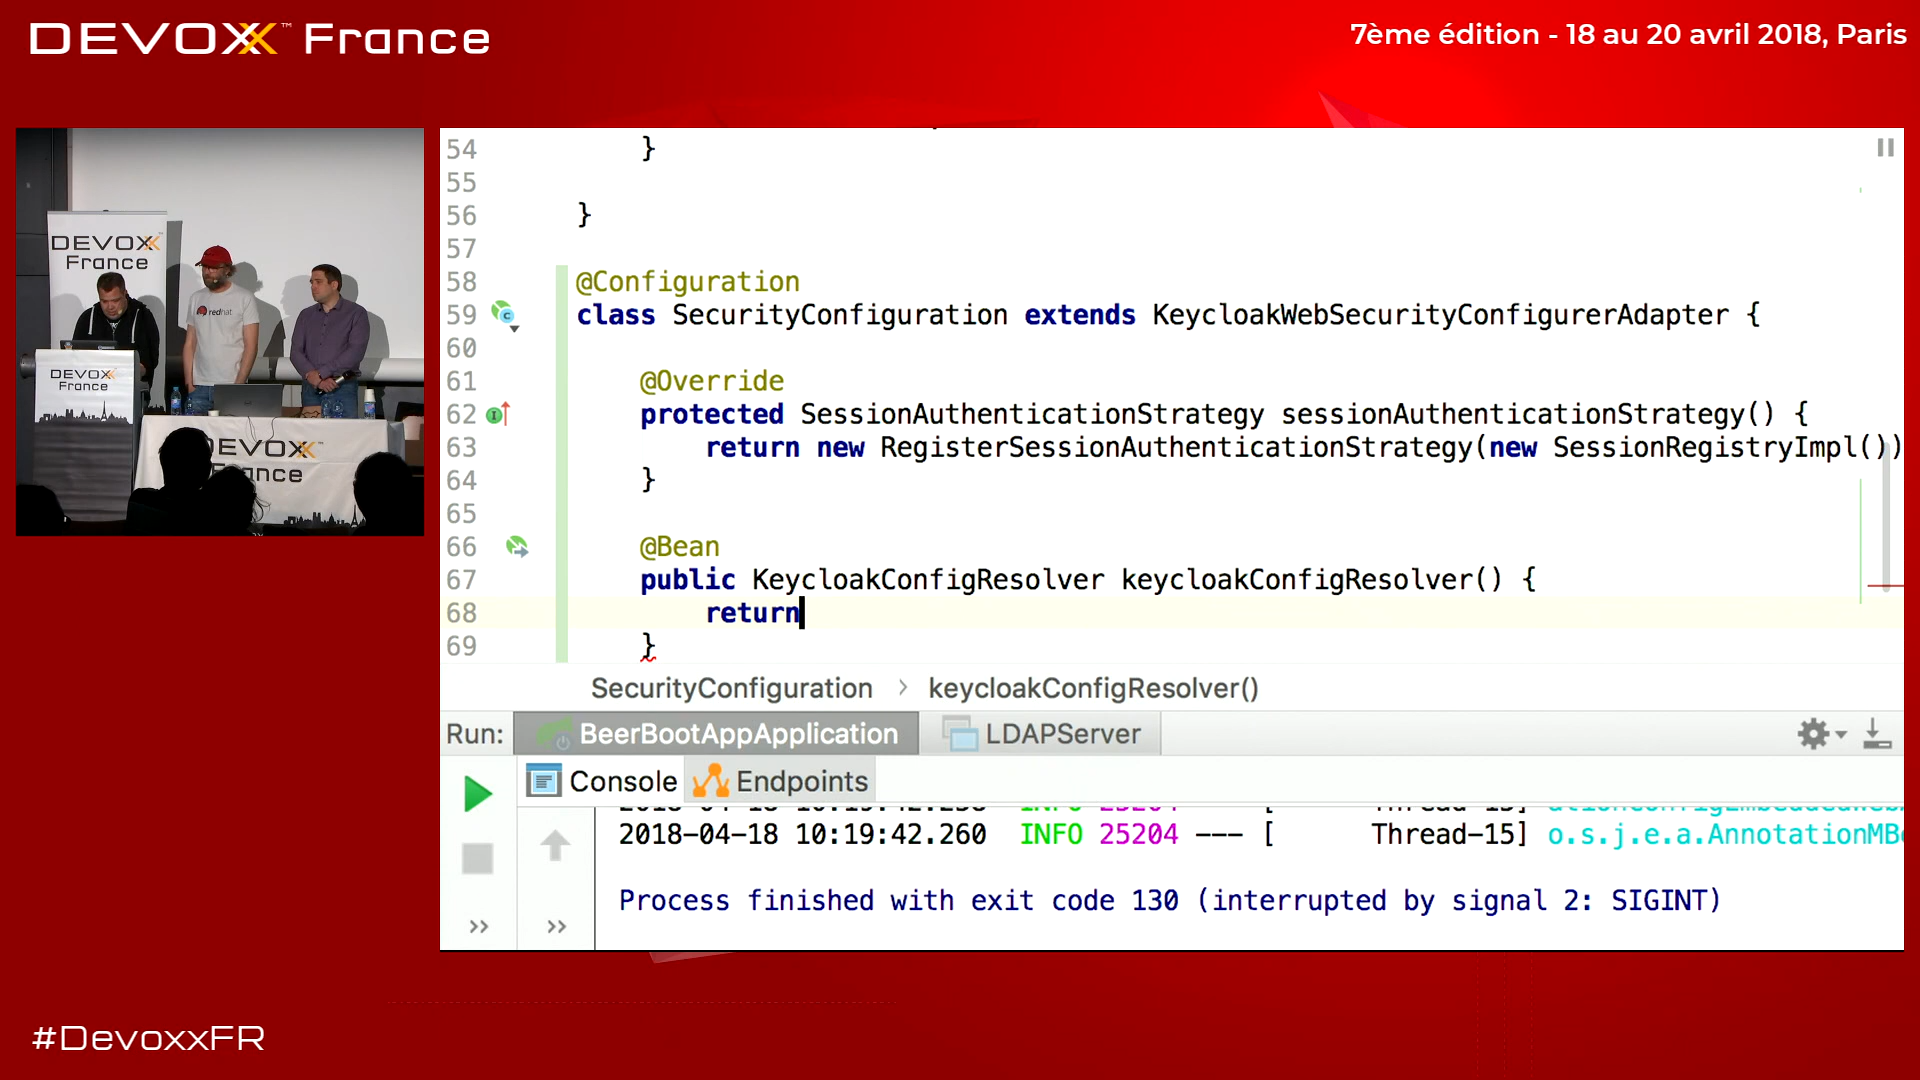 DEVOXX™ France
7ème édition - 18 au 20 avril 2018, Paris
DEVOXX
France
redhat
DEVOXX
France
DEVOXX
France
54 }
55
56 }
57
58 @Configuration
59 class SecurityConfiguration extends KeycloakWebSecurityConfigurerAdapter {
60
61 @Override
62 protected SessionAuthenticationStrategy sessionAuthenticationStrategy() {
63 return new RegisterSessionAuthenticationStrategy(new SessionRegistryImpl())
64 }
65
66 @Bean
67 public KeycloakConfigResolver keycloakConfigResolver() {
68 return
69 }
SecurityConfiguration > keycloakConfigResolver()
Run: BeerBootAppApplication LDAPServer
Console Endpoints
2018-04-18 10:19:42.260 INFO 25204 --- [ Thread-15] o.s.j.e.a.AnnotationMB
Process finished with exit code 130 (interrupted by signal 2: SIGINT)
#DevoxxFR